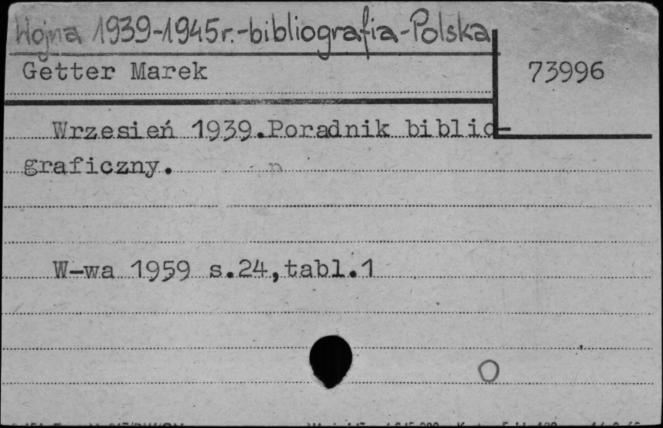 Wojna 1939-1945r.-bibliografia-Polska
Getter Marek
73996
Wrzesień 1939.Poradnik biblio-
graficzny.
W-wa 1959 s.24,tabl.1